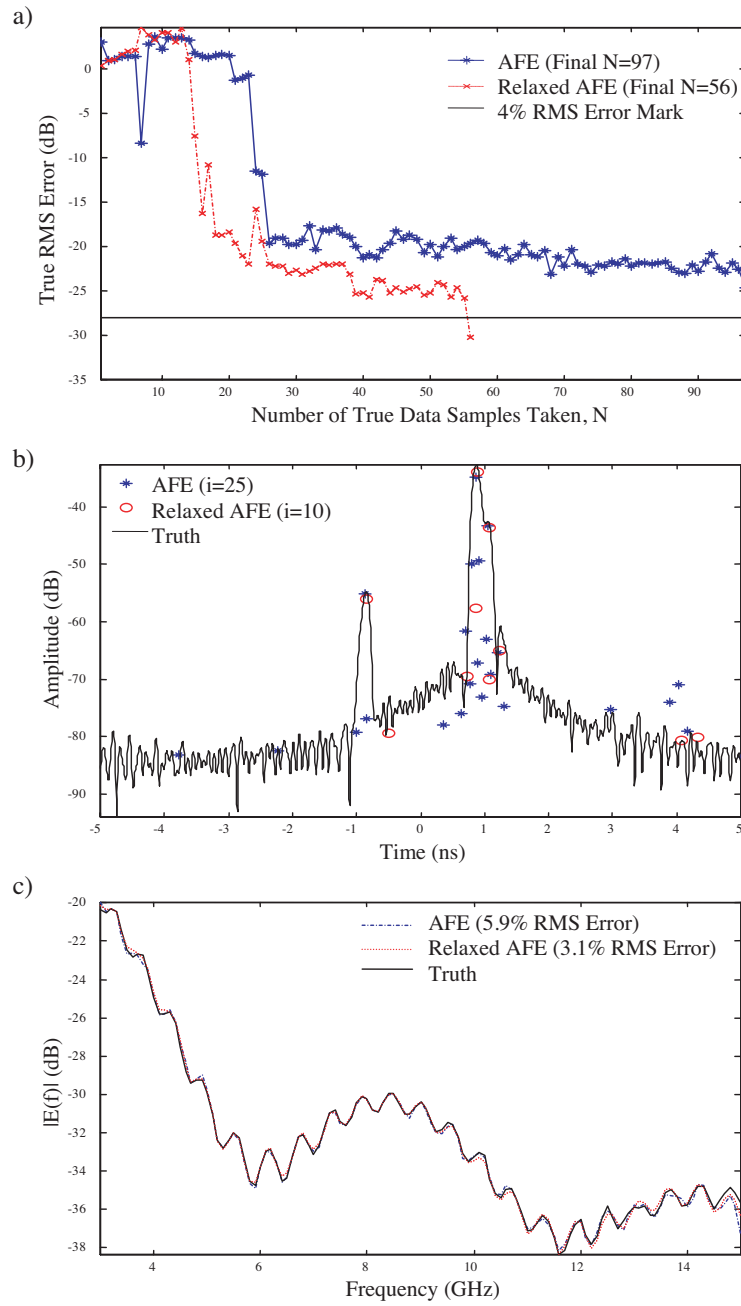 a)
0
-5
-10
-15
-20
-25
-30
-35
True RMS Error (dB)
AFE (Final N=97)
Relaxed AFE (Final N=56)
4% RMS Error Mark
10 20 30 40 50 60 70 80 90
Number of True Data Samples Taken, N
b)
-40
-50
-60
-70
-80
-90
Amplitude (dB)
AFE (i=25)
Relaxed AFE (i=10)
Truth
-5 -4 -3 -2 -1 0 1 2 3 4 5
Time (ns)
c)
-20
-22
-24
-26
-28
-30
-32
-34
-36
-38
|E(f)| (dB)
AFE (5.9% RMS Error)
Relaxed AFE (3.1% RMS Error)
Truth
4 6 8 10 12 14
Frequency (GHz)